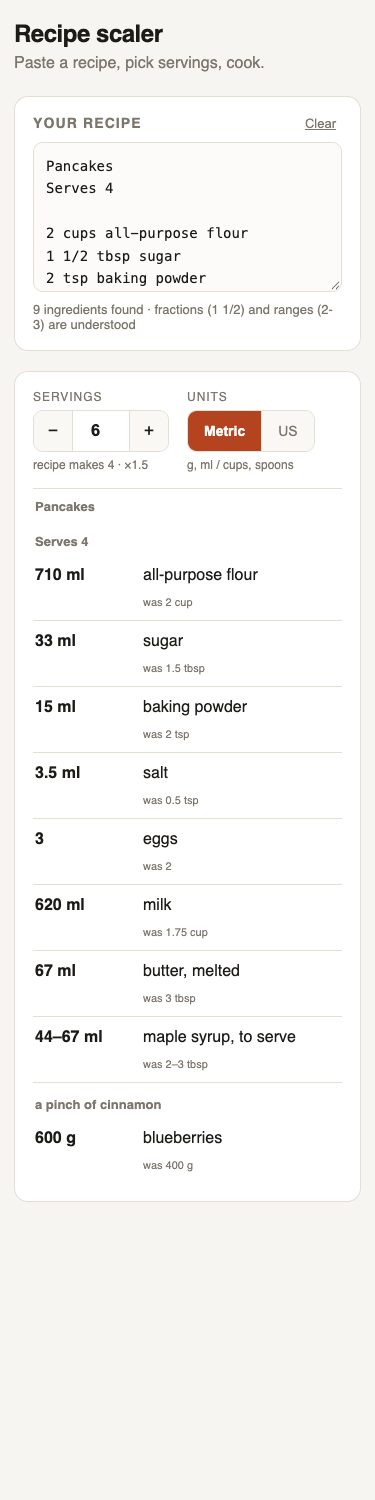 Recipe scaler
Paste a recipe, pick servings, cook.
YOUR RECIPE
Clear
Pancakes
Serves 4
2 cups all-purpose flour
1 1/2 tbsp sugar
2 tsp baking powder
9 ingredients found · fractions (1 1/2) and ranges (2-
3) are understood
SERVINGS
UNITS
− 6 +
Metric US
recipe makes 4 · ×1.5
g, ml / cups, spoons
Pancakes
Serves 4
710 ml all-purpose flour
was 2 cup
33 ml sugar
was 1.5 tbsp
15 ml baking powder
was 2 tsp
3.5 ml salt
was 0.5 tsp
3 eggs
was 2
620 ml milk
was 1.75 cup
67 ml butter, melted
was 3 tbsp
44–67 ml maple syrup, to serve
was 2–3 tbsp
a pinch of cinnamon
600 g blueberries
was 400 g